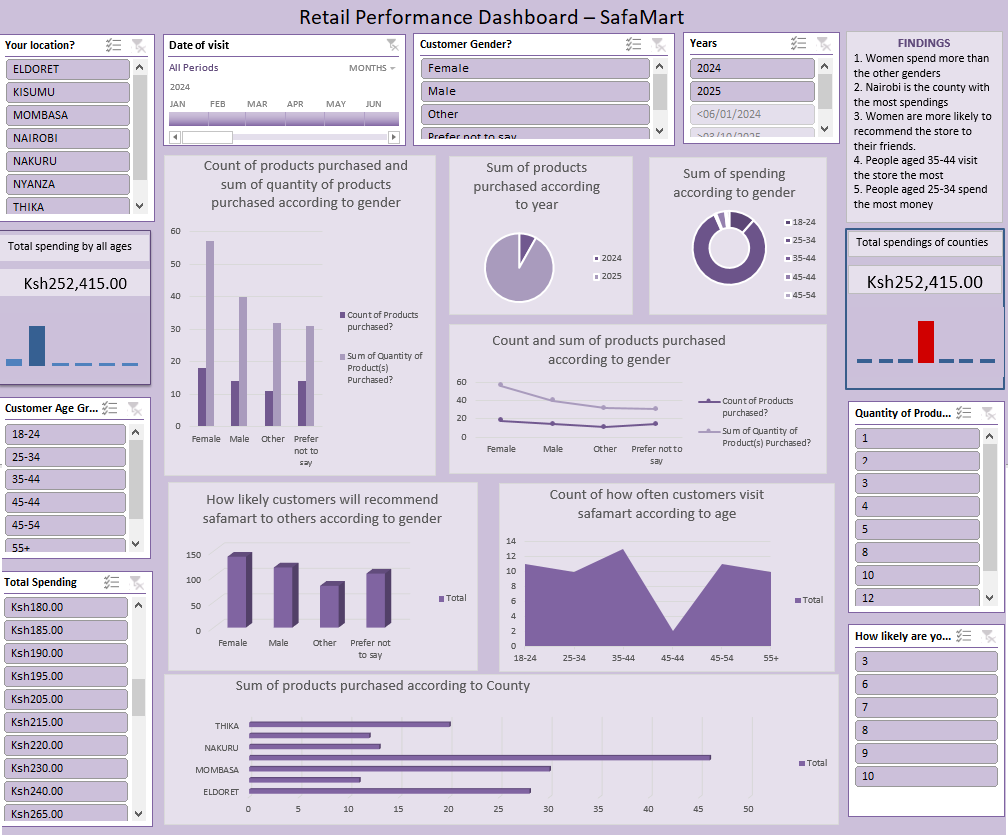 Retail Performance Dashboard – SafaMart
Your location?
ELDORET
KISUMU
MOMBASA
NAIROBI
NAKURU
NYANZA
THIKA
Date of visit
All Periods
MONTHS
2024
JAN FEB MAR APR MAY JUN
Customer Gender?
Female
Male
Other
Prefer not to say
Years
2024
2025
<06/01/2024
>03/10/2025
FINDINGS
1. Women spend more than
the other genders
2. Nairobi is the county with
the most spendings
3. Women are more likely to
recommend the store to
their friends.
4. People aged 35-44 visit
the store the most
5. People aged 25-34 spend
the most money
Total spending by all ages
Ksh252,415.00
Count of products purchased and
sum of quantity of products
purchased according to gender
60
50
40
30
20
10
0
Female Male Other Prefer
not to
say
Count of Products
purchased?
Sum of Quantity of
Product(s)
Purchased?
Sum of products
purchased according
to year
2024
2025
Sum of spending
according to gender
18-24
25-34
35-44
45-44
45-54
Total spendings of counties
Ksh252,415.00
Count and sum of products purchased
according to gender
60
40
20
0
Female Male Other Prefer not to
say
Count of Products
purchased?
Sum of Quantity of
Product(s) Purchased?
Customer Age Gr...
18-24
25-34
35-44
45-44
45-54
55+
Quantity of Produ...
1
2
3
4
5
8
10
12
How likely customers will recommend
safamart to others according to gender
150
100
50
0
Female Male Other Prefer not
to say
Total
Count of how often customers visit
safamart according to age
14
12
10
8
6
4
2
0
18-24 25-34 35-44 45-44 45-54 55+
Total
Total Spending
Ksh180.00
Ksh185.00
Ksh190.00
Ksh195.00
Ksh205.00
Ksh215.00
Ksh220.00
Ksh230.00
Ksh240.00
Ksh265.00
How likely are yo...
3
6
7
8
9
10
Sum of products purchased according to County
THIKA
NAKURU
MOMBASA
ELDORET
0 5 10 15 20 25 30 35 40 45 50
Total